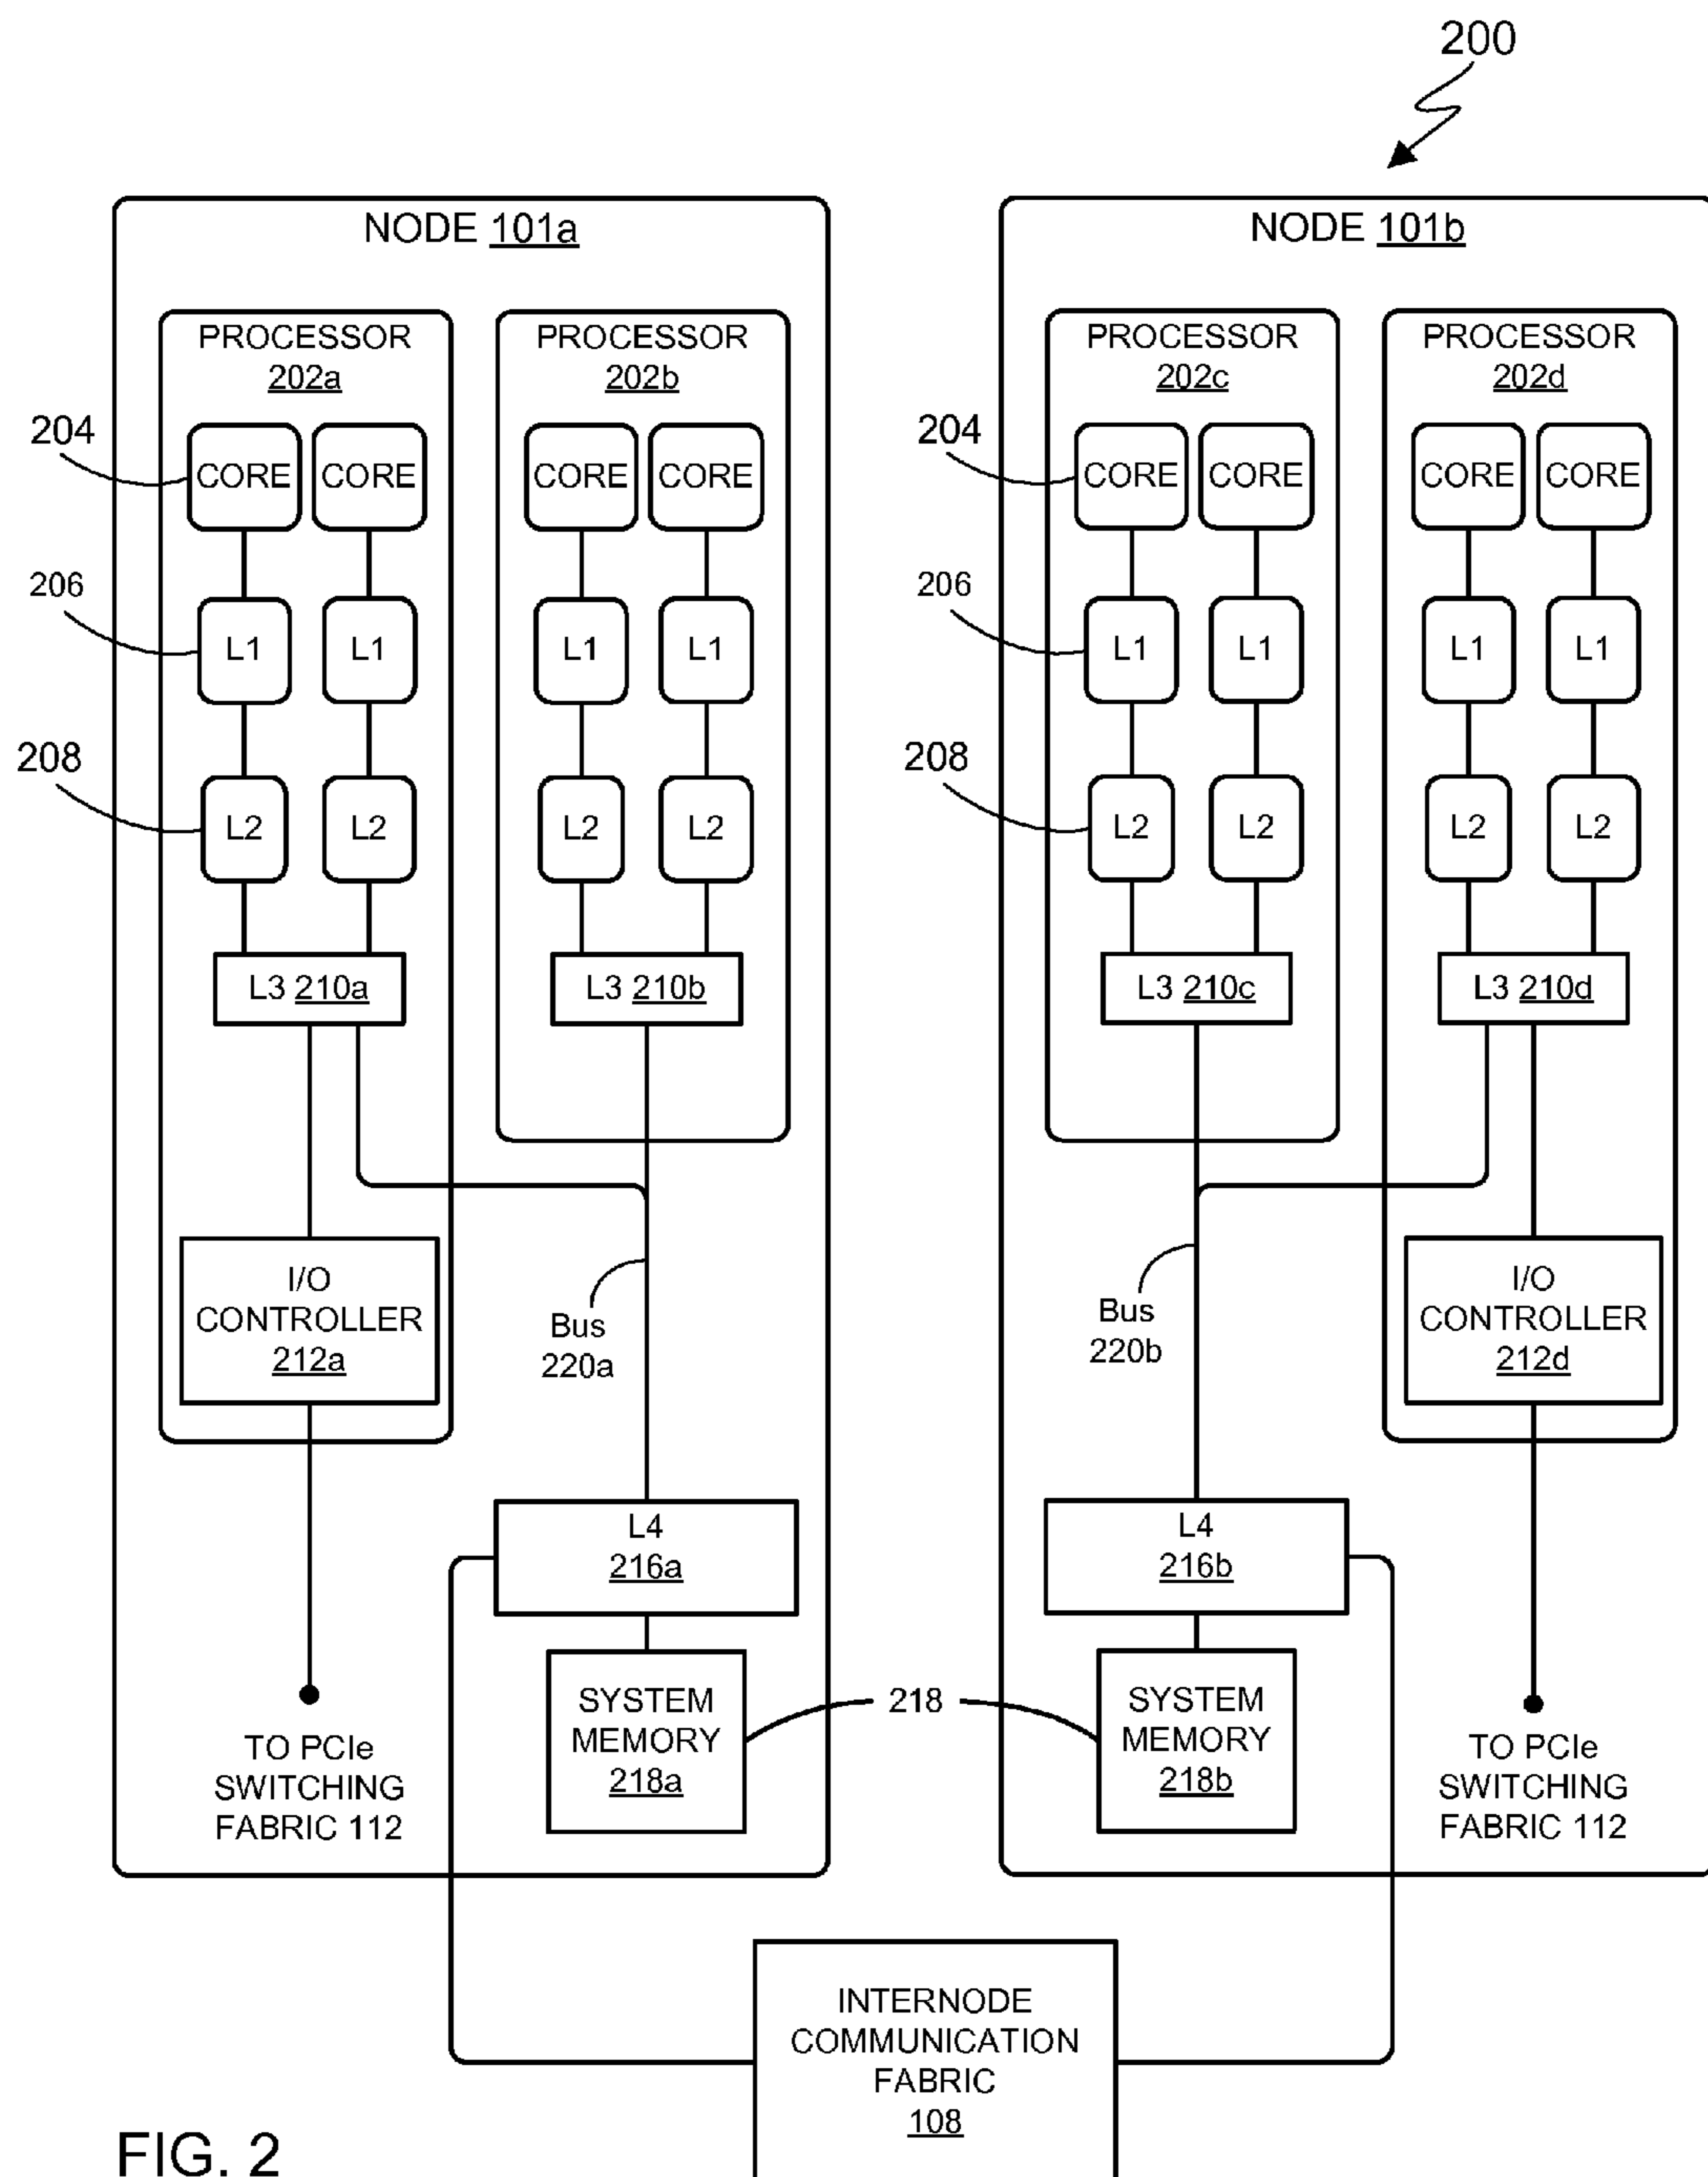 200
NODE 101a
PROCESSOR
202a
PROCESSOR
202b
204
CORE CORE CORE CORE
206
L1 L1 L1 L1
208
L2 L2 L2 L2
L3 210a L3 210b
I/O
CONTROLLER
212a
Bus
220a
L4
216a
SYSTEM
MEMORY
218a
TO PCIe
SWITCHING
FABRIC 112
218
NODE 101b
PROCESSOR
202c
PROCESSOR
202d
204
CORE CORE CORE CORE
206
L1 L1 L1 L1
208
L2 L2 L2 L2
L3 210c L3 210d
Bus
220b
I/O
CONTROLLER
212d
L4
216b
SYSTEM
MEMORY
218b
TO PCIe
SWITCHING
FABRIC 112
INTERNODE
COMMUNICATION
FABRIC
108
FIG. 2